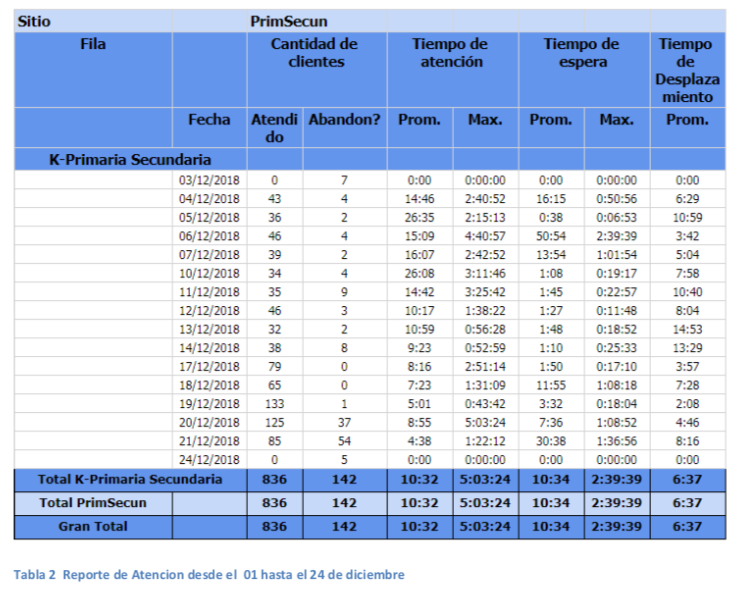 Sitio PrimSecun
Fila Cantidad de clientes Tiempo de atención Tiempo de espera Tiempo de Desplaza miento
Fecha Atendi do Abandon? Prom. Max. Prom. Max. Prom.
K-Primaria Secundaria
03/12/2018 0 7 0:00 0:00:00 0:00 0:00:00 0:00
04/12/2018 43 4 14:46 2:40:52 16:15 0:50:56 6:29
05/12/2018 36 2 26:35 2:15:13 0:38 0:06:53 10:59
06/12/2018 46 4 15:09 4:40:57 50:54 2:39:39 3:42
07/12/2018 39 2 16:07 2:42:52 13:54 1:01:54 5:04
10/12/2018 34 4 26:08 3:11:46 1:08 0:19:17 7:58
11/12/2018 35 9 14:42 3:25:42 1:45 0:22:57 10:40
12/12/2018 46 3 10:17 1:38:22 1:27 0:11:48 8:04
13/12/2018 32 2 10:59 0:56:28 1:48 0:18:52 14:53
14/12/2018 38 8 9:23 0:52:59 1:10 0:25:33 13:29
17/12/2018 79 0 8:16 2:51:14 1:50 0:17:10 3:57
18/12/2018 65 0 7:23 1:31:09 11:55 1:08:18 7:28
19/12/2018 133 1 5:01 0:43:42 3:32 0:18:04 2:08
20/12/2018 125 37 8:55 5:03:24 7:36 1:08:52 4:46
21/12/2018 85 54 4:38 1:22:12 30:38 1:36:56 8:16
24/12/2018 0 5 0:00 0:00:00 0:00 0:00:00 0:00
Total K-Primaria Secundaria 836 142 10:32 5:03:24 10:34 2:39:39 6:37
Total PrimSecun 836 142 10:32 5:03:24 10:34 2:39:39 6:37
Gran Total 836 142 10:32 5:03:24 10:34 2:39:39 6:37
Tabla 2 Reporte de Atencion desde el 01 hasta el 24 de diciembre